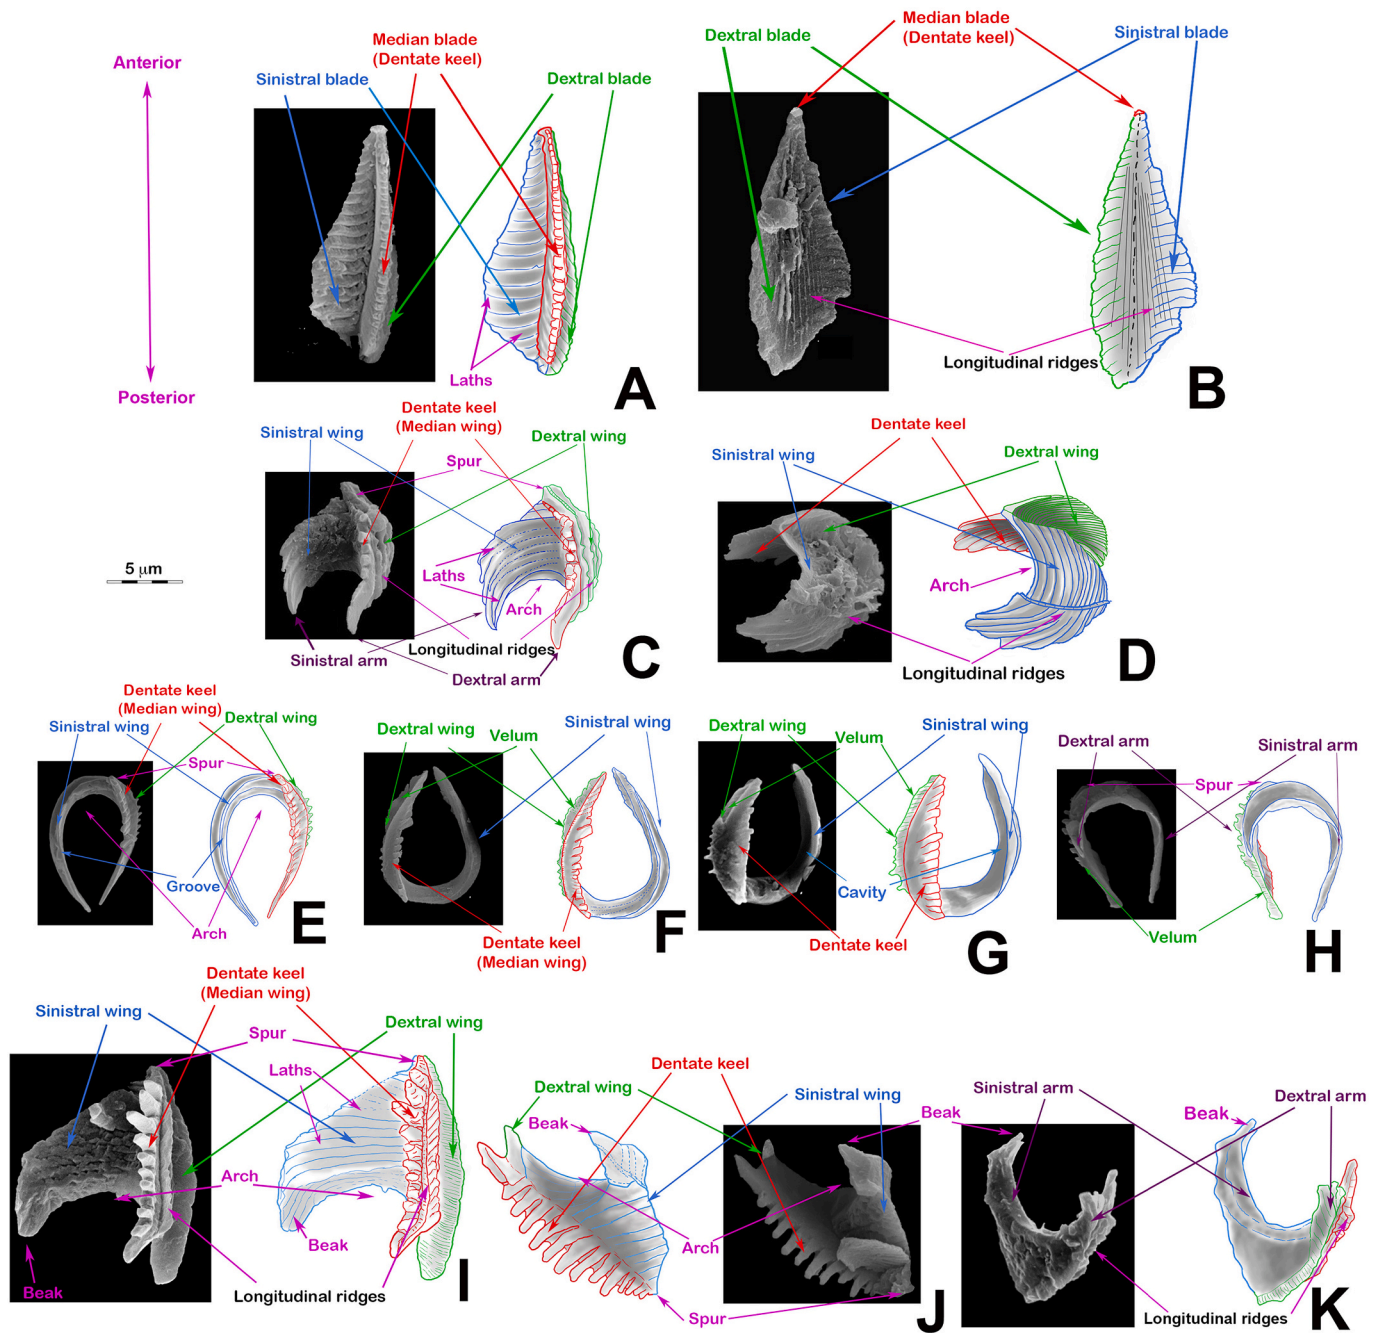 Anterior
Posterior
Sinistral blade
Median blade
(Dentate keel)
Dextral blade
Laths
A
Dextral blade
Median blade
(Dentate keel)
Sinistral blade
Longitudinal ridges
B
5 µm
Sinistral wing
Dentate keel
(Median wing)
Dextral wing
Spur
Laths
Arch
Longitudinal ridges
Sinistral arm
Dextral arm
C
Dentate keel
Sinistral wing
Dextral wing
Arch
Longitudinal ridges
D
Dentate keel
(Median wing)
Sinistral wing
Dextral wing
Spur
Groove
Arch
E
Dextral wing
Velum
Sinistral wing
Dentate keel
(Median wing)
F
Dextral wing
Velum
Sinistral wing
Cavity
Dentate keel
G
Dextral arm
Sinistral arm
Spur
Velum
H
Dentate keel
(Median wing)
Sinistral wing
Dextral wing
Spur
Laths
Arch
Beak
Beak
Longitudinal ridges
I
Dentate keel
Dextral wing
Sinistral wing
Beak
Beak
Arch
Spur
J
Sinistral arm
Dextral arm
Beak
Longitudinal ridges
K